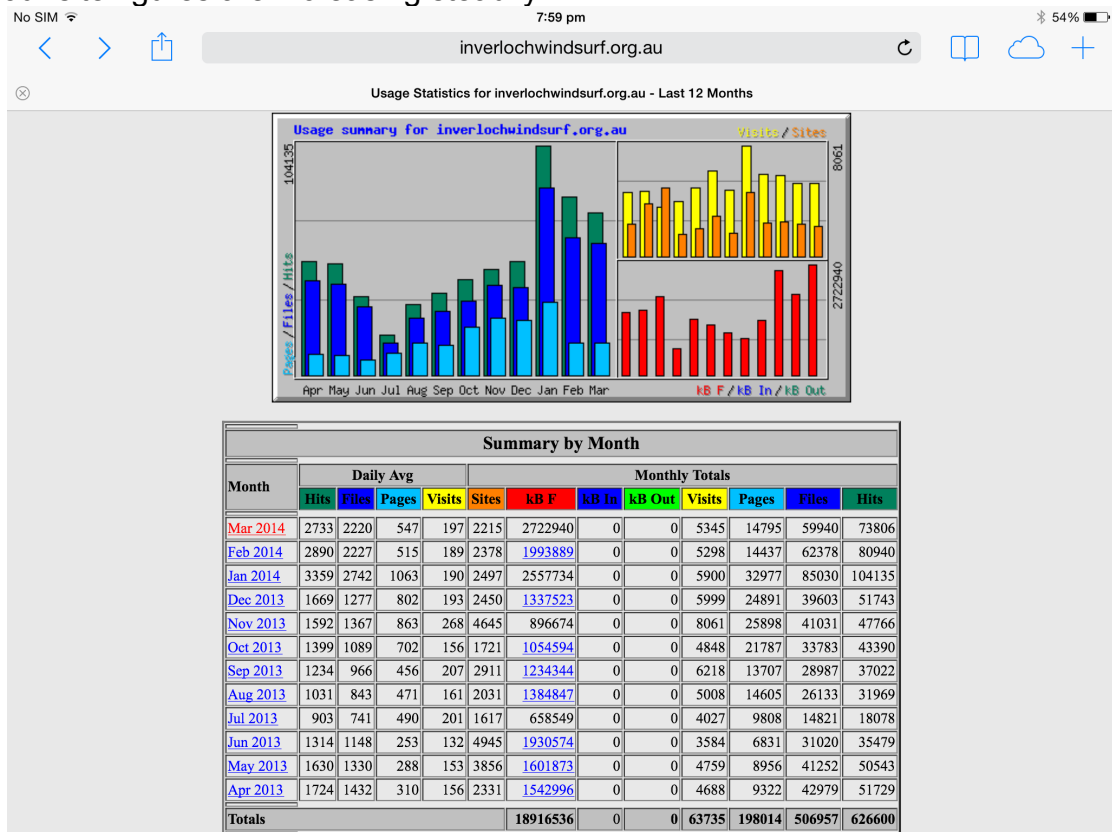 No SIM 7:59 pm 54%
inverlochwindsurf.org.au
Usage Statistics for inverlochwindsurf.org.au - Last 12 Months
Usage summary for inverlochwindsurf.org.au Visits / Sites
104135
8061
Pages / Files / Hits
2722940
Apr May Jun Jul Aug Sep Oct Nov Dec Jan Feb Mar kB F / kB In / kB Out
Summary by Month
Month Daily Avg Monthly Totals
Hits Files Pages Visits Sites kB F kB In kB Out Visits Pages Files Hits
Mar 2014 2733 2220 547 197 2215 2722940 0 0 5345 14795 59940 73806
Feb 2014 2890 2227 515 189 2378 1993889 0 0 5298 14437 62378 80940
Jan 2014 3359 2742 1063 190 2497 2557734 0 0 5900 32977 85030 104135
Dec 2013 1669 1277 802 193 2450 1337523 0 0 5999 24891 39603 51743
Nov 2013 1592 1367 863 268 4645 896674 0 0 8061 25898 41031 47766
Oct 2013 1399 1089 702 156 1721 1054594 0 0 4848 21787 33783 43390
Sep 2013 1234 966 456 207 2911 1234344 0 0 6218 13707 28987 37022
Aug 2013 1031 843 471 161 2031 1384847 0 0 5008 14605 26133 31969
Jul 2013 903 741 490 201 1617 658549 0 0 4027 9808 14821 18078
Jun 2013 1314 1148 253 132 4945 1930574 0 0 3584 6831 31020 35479
May 2013 1630 1330 288 153 3856 1601873 0 0 4759 8956 41252 50543
Apr 2013 1724 1432 310 156 2331 1542996 0 0 4688 9322 42979 51729
Totals 18916536 0 0 63735 198014 506957 626600